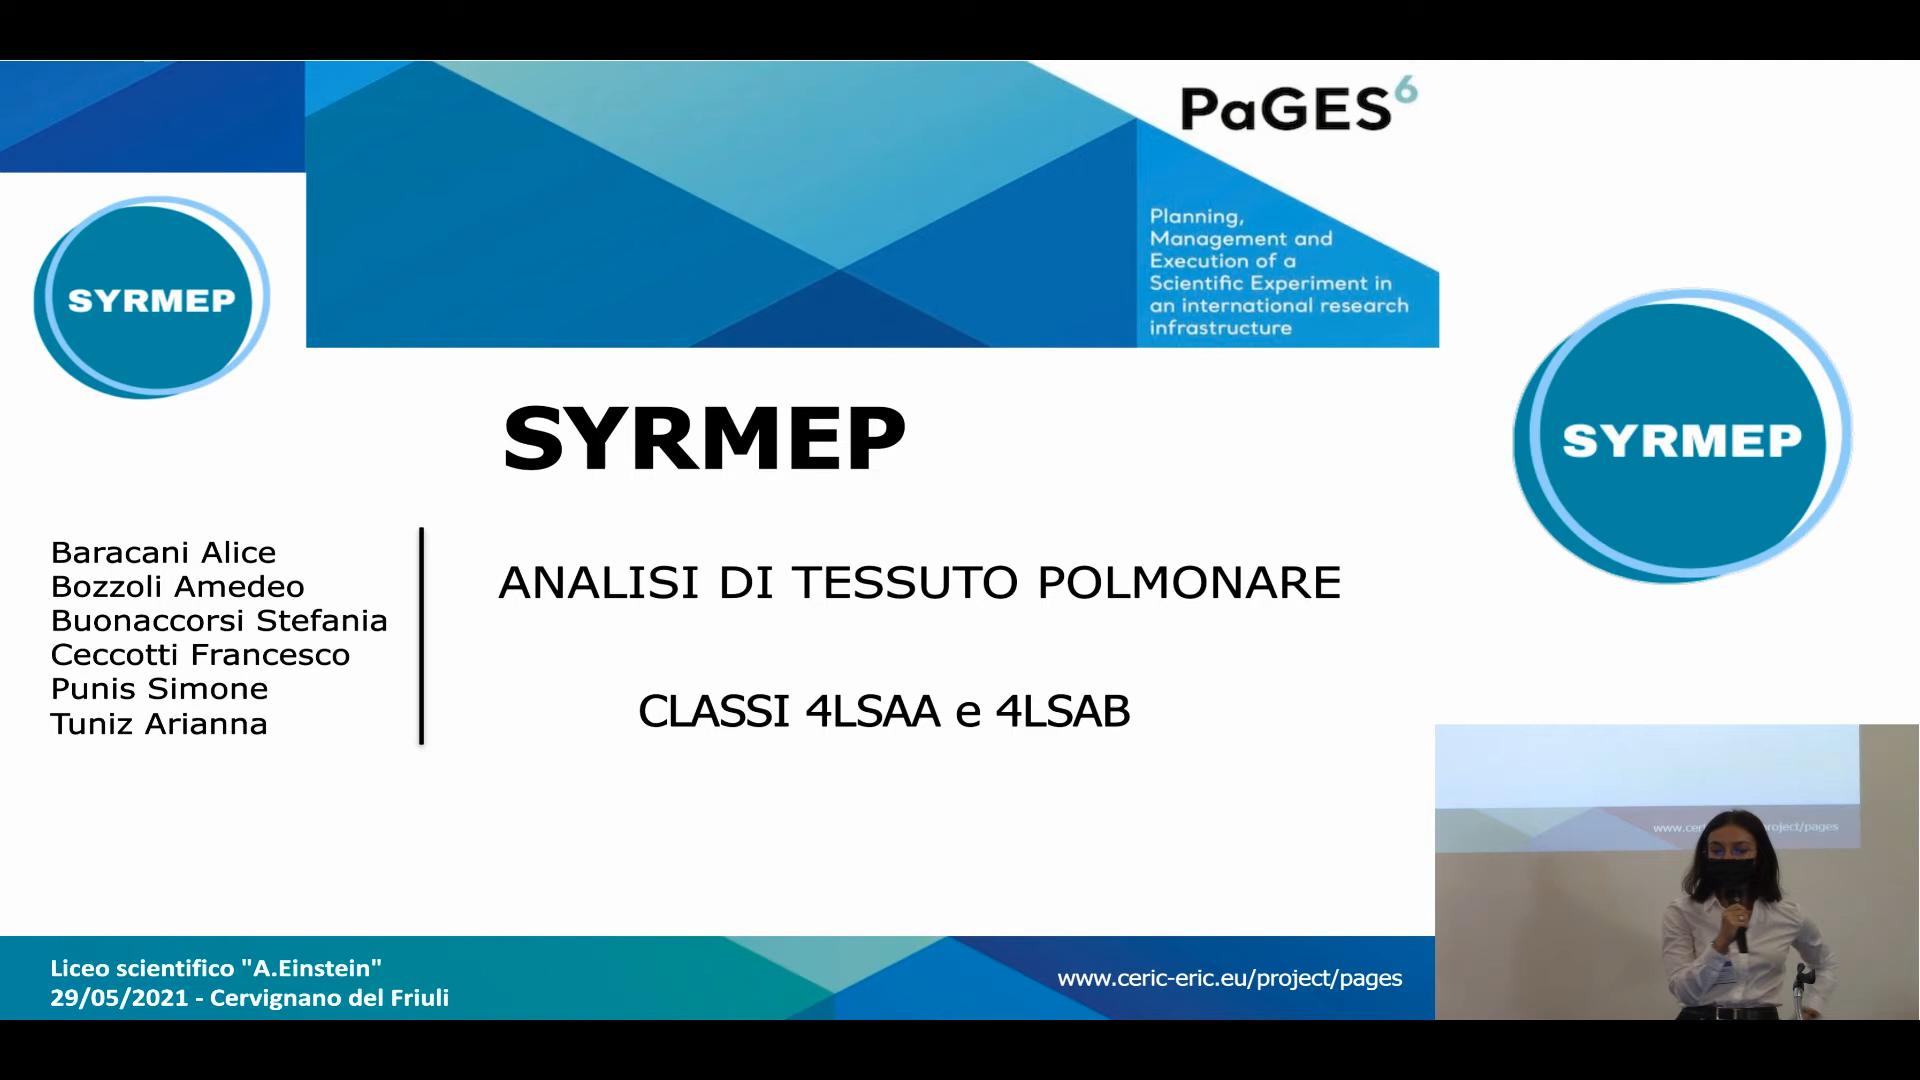 PaGES⁶
Planning,
Management and
Execution of a
Scientific Experiment in
an international research
infrastructure
SYRMEP
SYRMEP
SYRMEP
Baracani Alice
Bozzoli Amedeo
Buonaccorsi Stefania
Ceccotti Francesco
Punis Simone
Tuniz Arianna
ANALISI DI TESSUTO POLMONARE
CLASSI 4LSAA e 4LSAB
Liceo scientifico "A.Einstein"
29/05/2021 - Cervignano del Friuli
www.ceric-eric.eu/project/pages